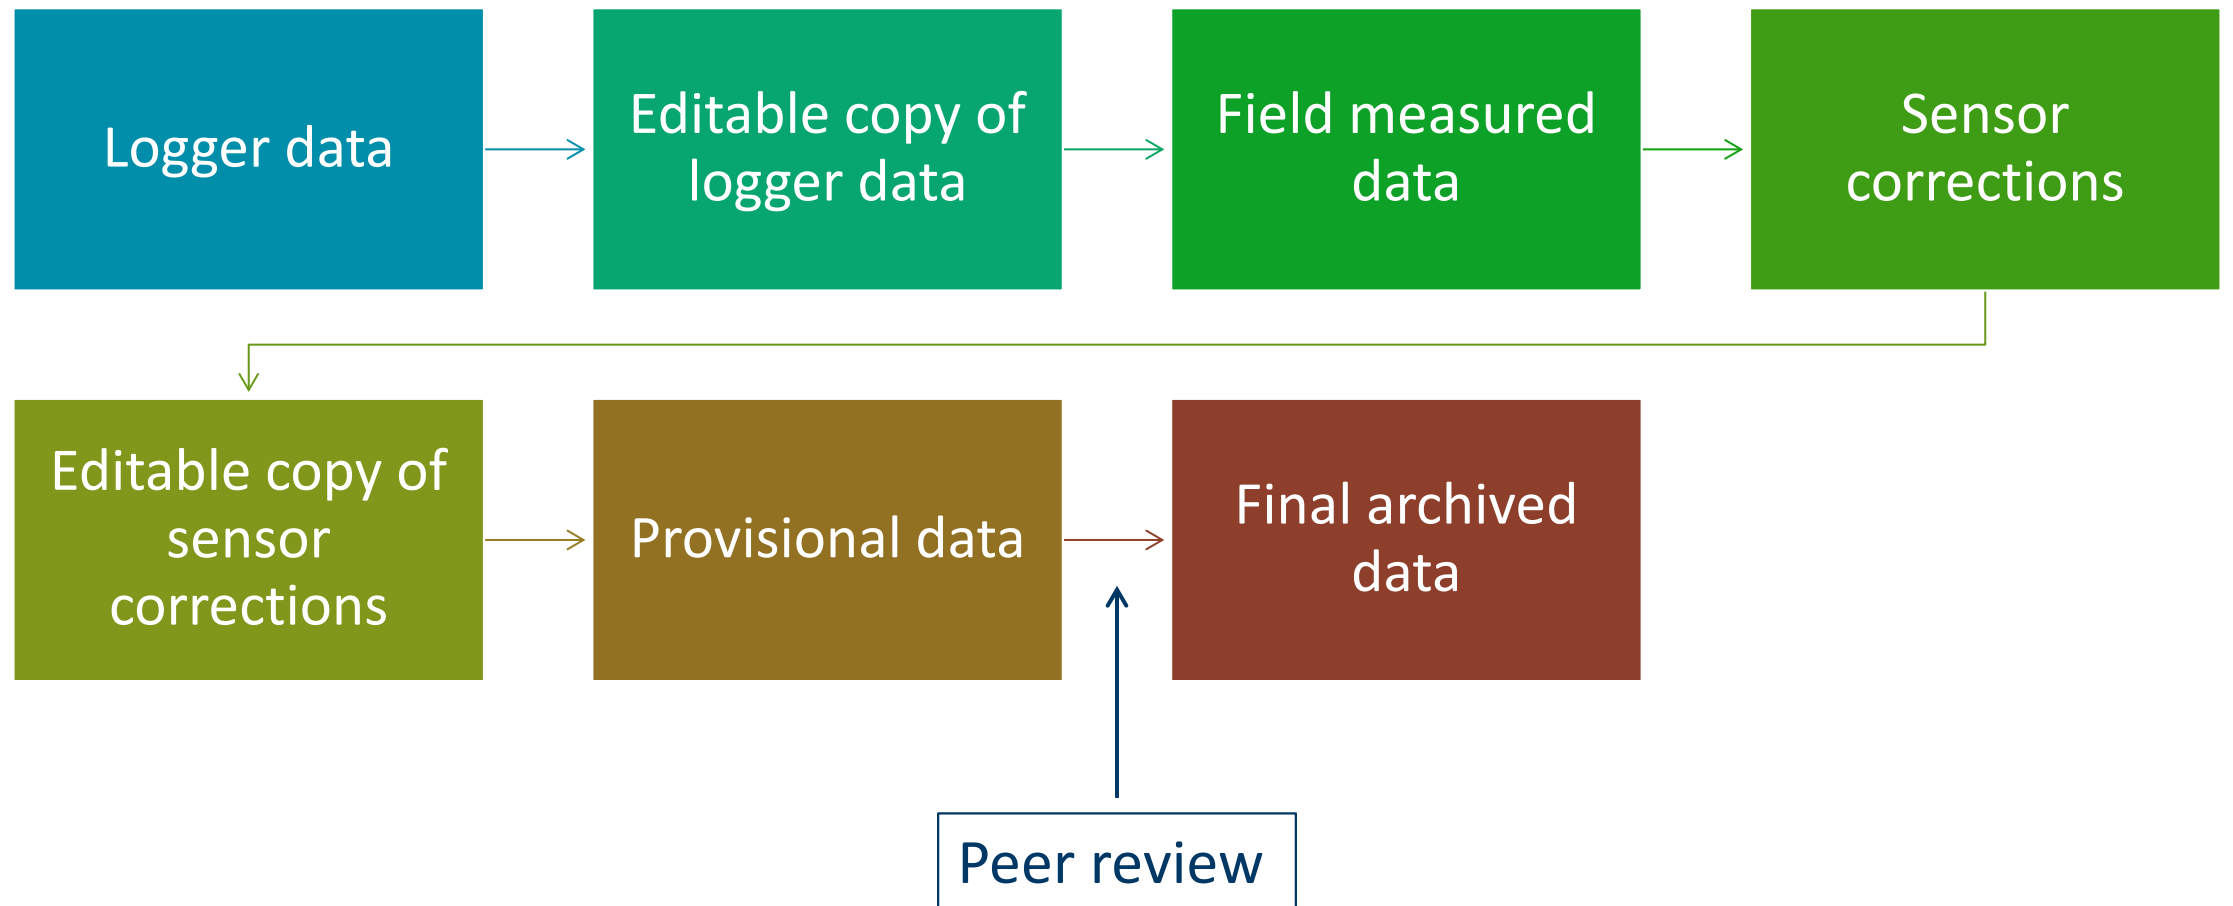 Logger data
Editable copy of
logger data
Field measured
data
Sensor
corrections
Editable copy of
sensor
corrections
Provisional data
Final archived
data
Peer review